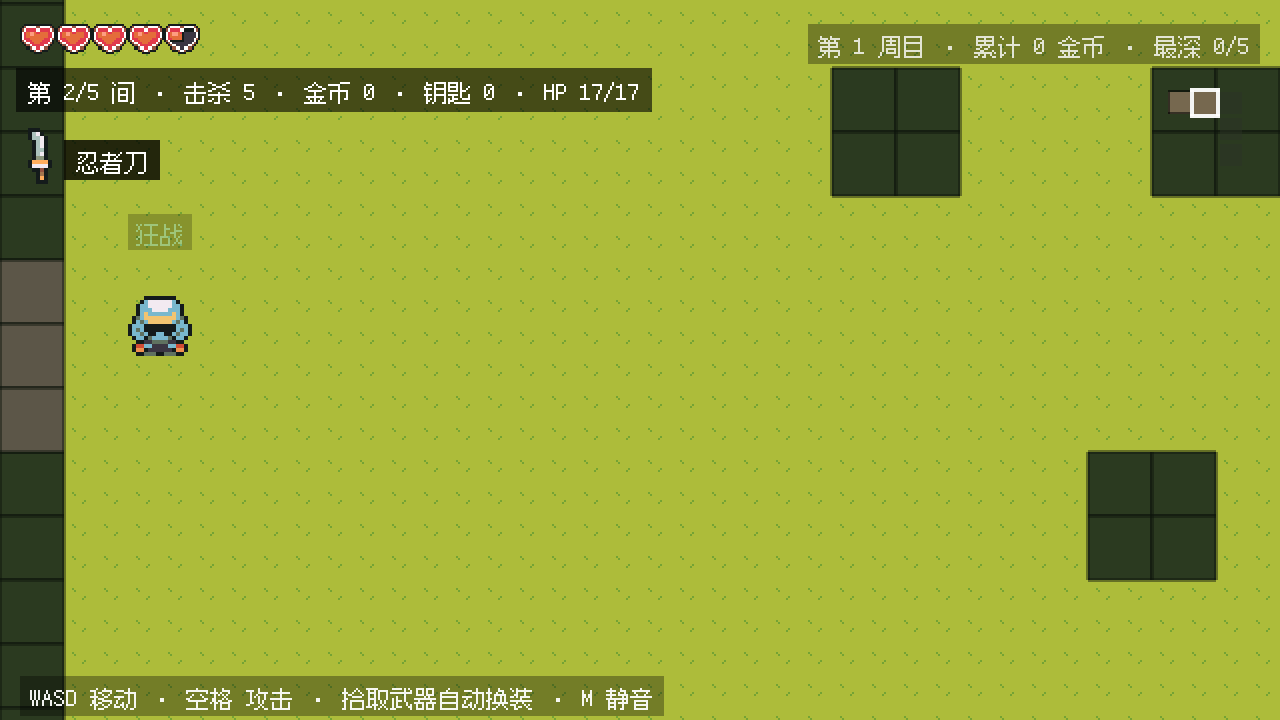 第 1 周目 · 累计 0 金币 · 最深 0/5
第 2/5 间 · 击杀 5 · 金币 0 · 钥匙 0 · HP 17/17
忍者刀
狂战
WASD 移动 · 空格 攻击 · 拾取武器自动换装 · M 静音